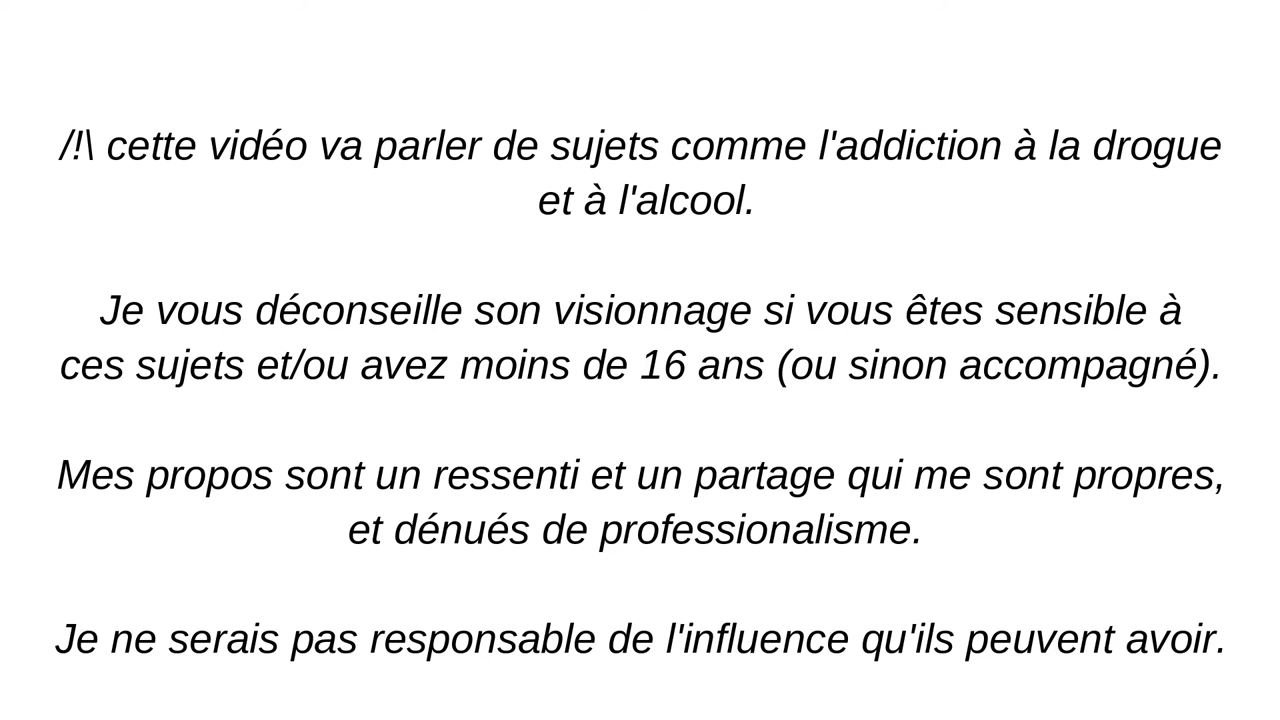 /!\ cette vidéo va parler de sujets comme l'addiction à la drogue
et à l'alcool.
Je vous déconseille son visionnage si vous êtes sensible à
ces sujets et/ou avez moins de 16 ans (ou sinon accompagné).
Mes propos sont un ressenti et un partage qui me sont propres,
et dénués de professionalisme.
Je ne serais pas responsable de l'influence qu'ils peuvent avoir.